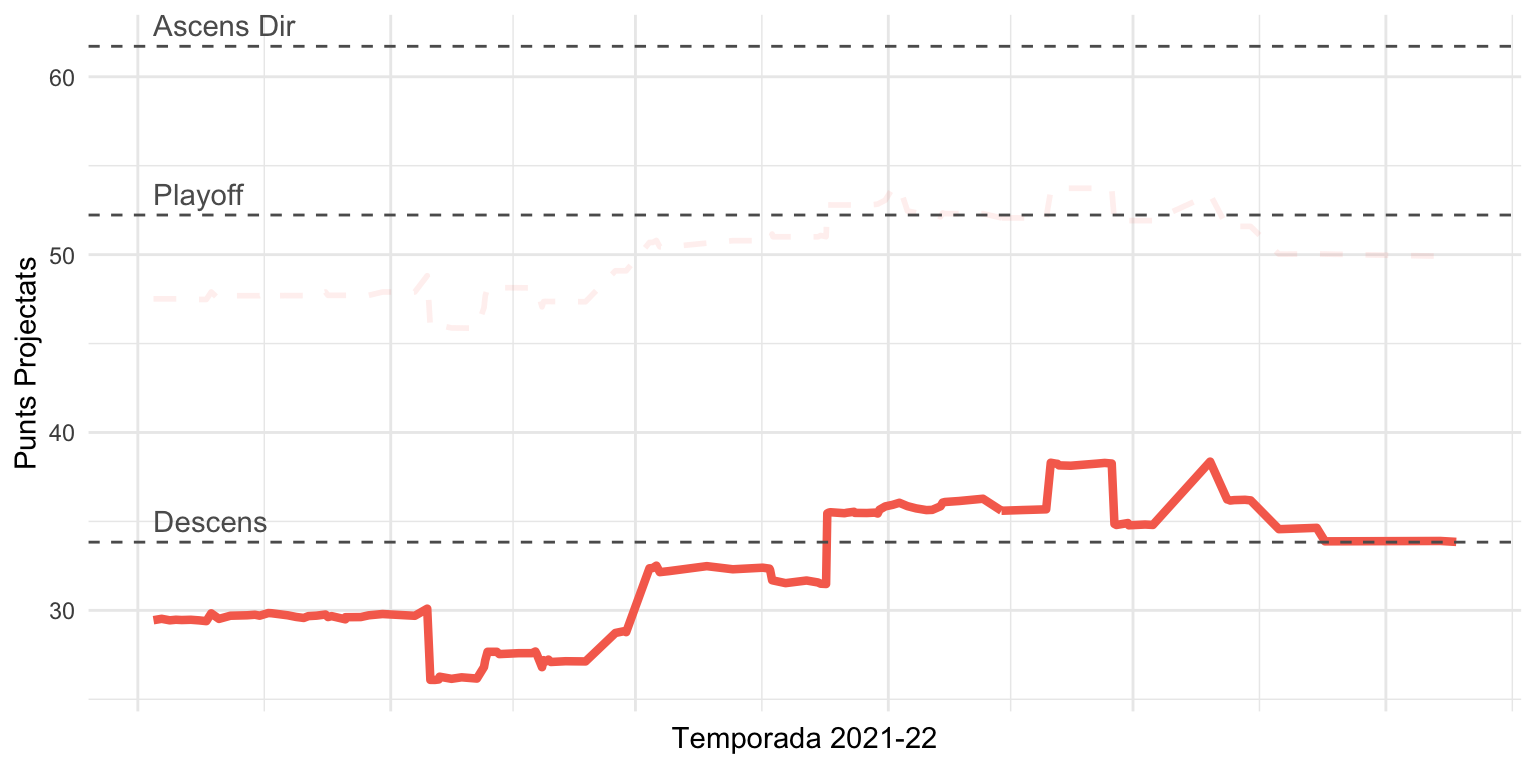 Ascens Dir
60
Playoff
50
Punts Projectats
40
Descens
30
Temporada 2021-22